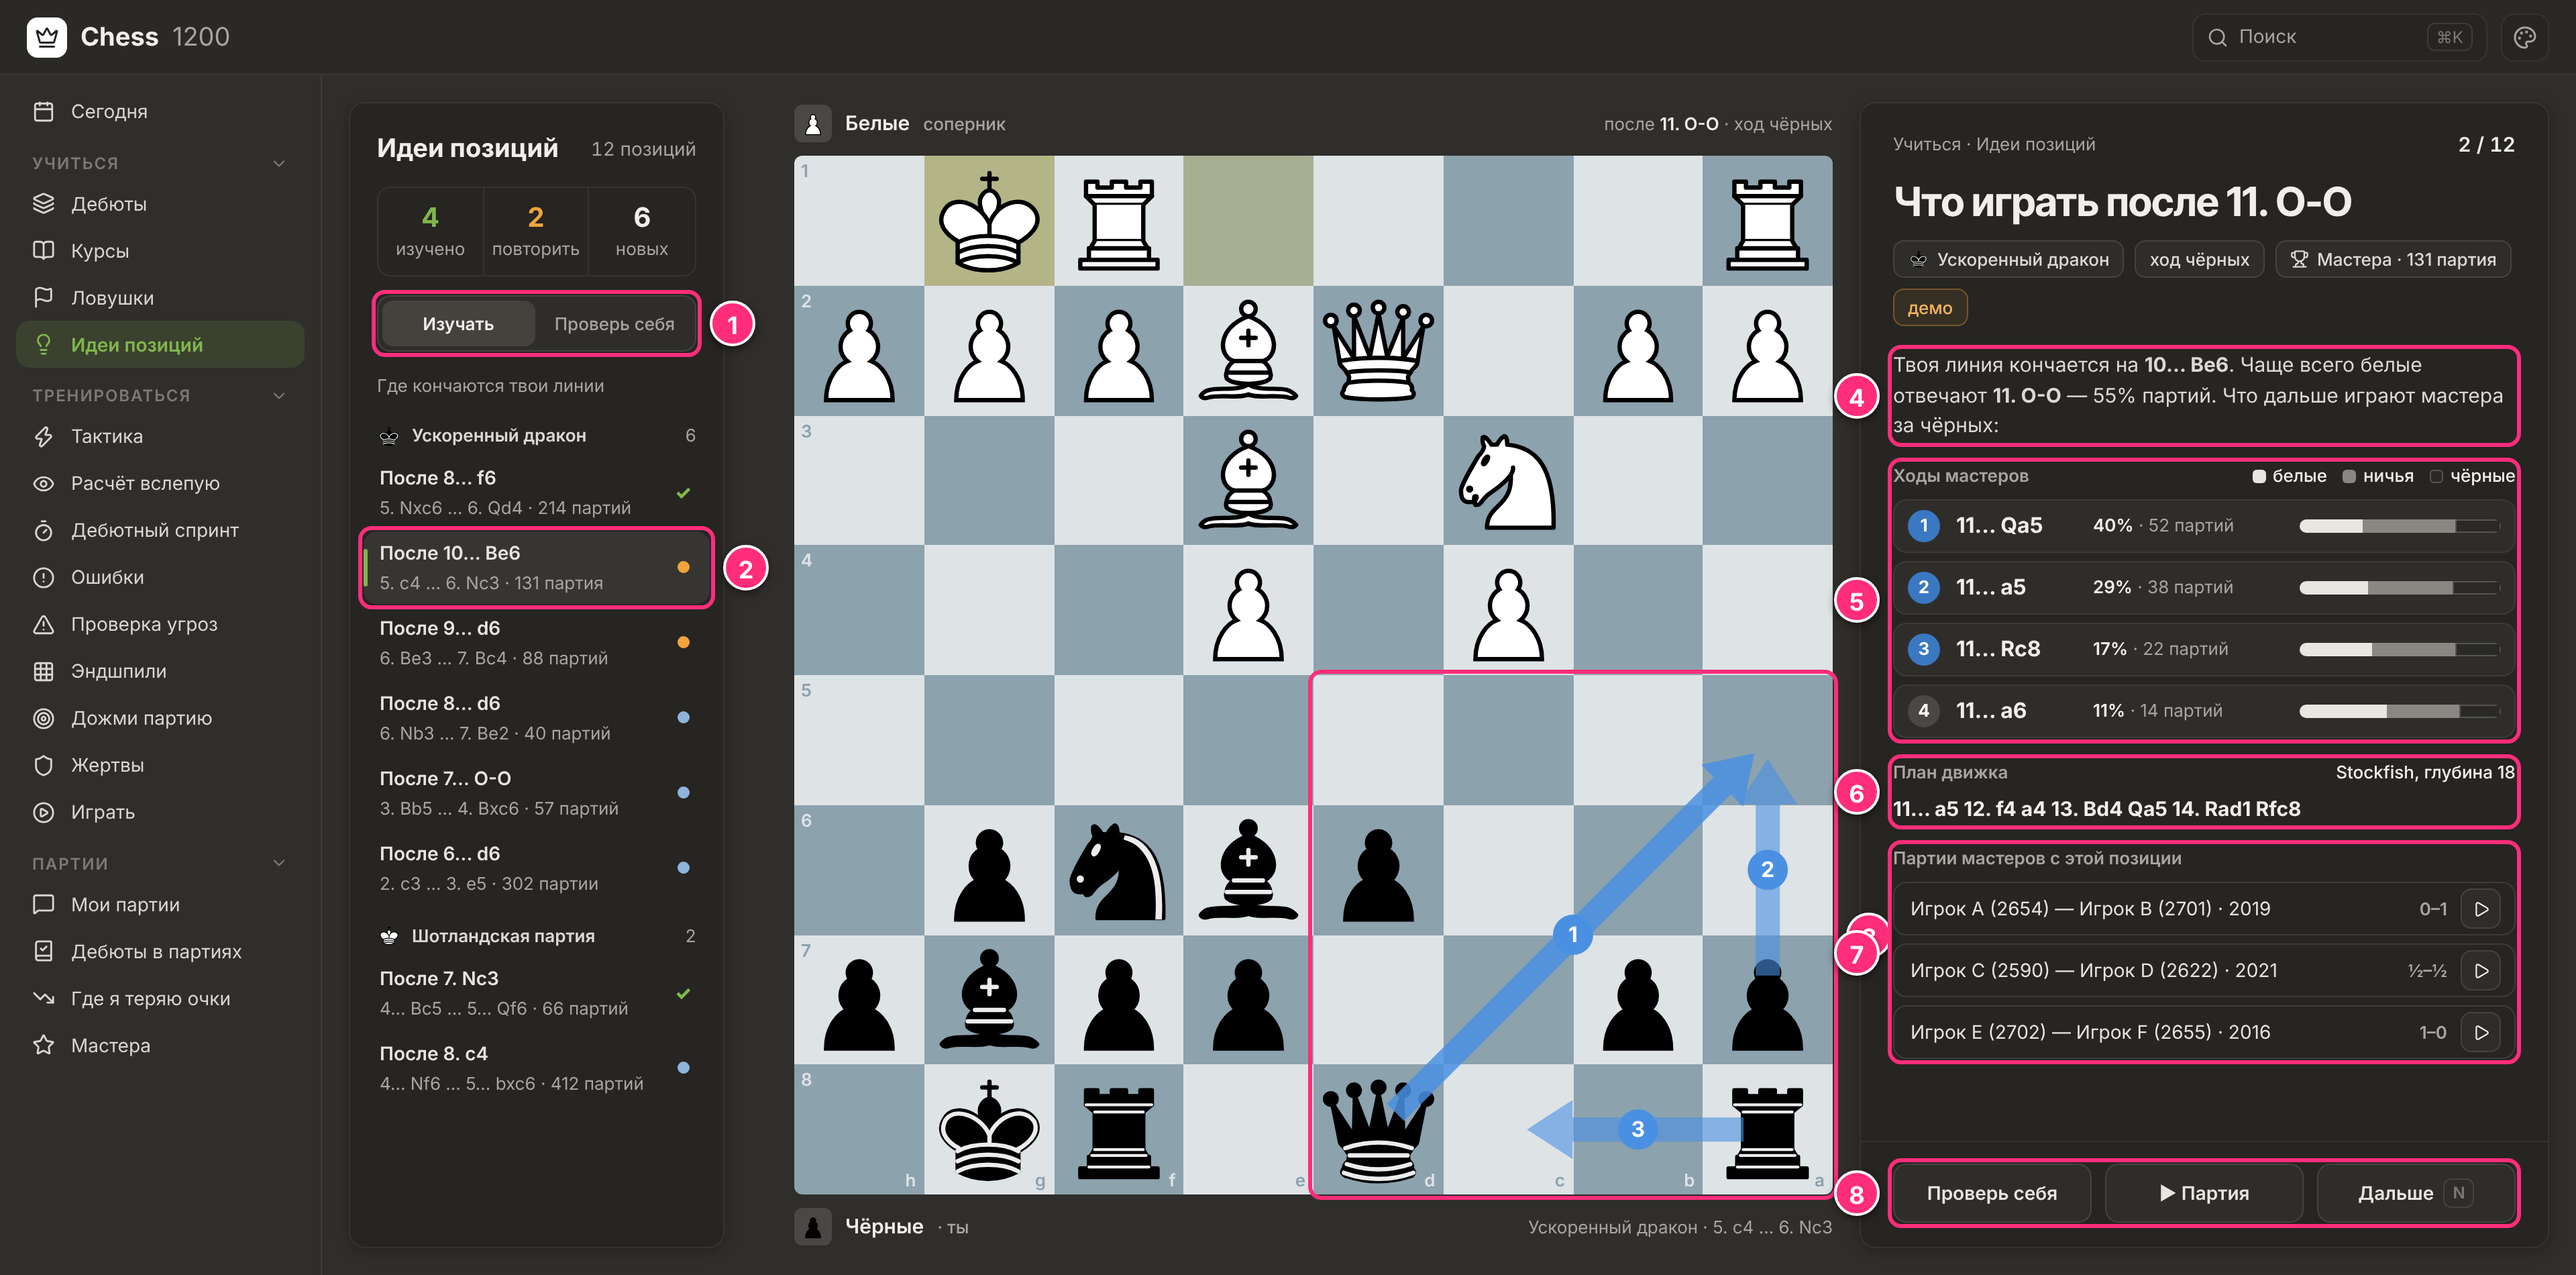 Chess 1200
Поиск ⌘K
Сегодня
УЧИТЬСЯ
Дебюты
Курсы
Ловушки
Идеи позиций
ТРЕНИРОВАТЬСЯ
Тактика
Расчёт вслепую
Дебютный спринт
Ошибки
Проверка угроз
Эндшпили
Дожми партию
Жертвы
Играть
ПАРТИИ
Мои партии
Дебюты в партиях
Где я теряю очки
Мастера
Идеи позиций 12 позиций
4 2 6
изучено повторить новых
Изучать Проверь себя 1
Где кончаются твои линии
Ускоренный дракон 6
После 8… f6
5. Nxc6 … 6. Qd4 · 214 партий
После 10… Be6
5. c4 … 6. Nc3 · 131 партия
2
После 9… d6
6. Be3 … 7. Bc4 · 88 партий
После 8… d6
6. Nb3 … 7. Be2 · 40 партий
После 7… O-O
3. Bb5 … 4. Bxc6 · 57 партий
После 6… d6
2. c3 … 3. e5 · 302 партии
Шотландская партия 2
После 7. Nc3
4… Bc5 … 5… Qf6 · 66 партий
После 8. c4
4… Nf6 … 5… bxc6 · 412 партий
Белые соперник после 11. O-O · ход чёрных
1
2
3
4
5
6
7
8
2
1
3
h g f e d c b a
Чёрные · ты Ускоренный дракон · 5. c4 … 6. Nc3
Учиться · Идеи позиций 2 / 12
Что играть после 11. O-O
Ускоренный дракон ход чёрных Мастера · 131 партия
демо
4
Твоя линия кончается на 10… Be6. Чаще всего белые
отвечают 11. O-O — 55% партий. Что дальше играют мастера
за чёрных:
5
Ходы мастеров белые ничья чёрные
1 11… Qa5 40% · 52 партий
2 11… a5 29% · 38 партий
3 11… Rc8 17% · 22 партий
4 11… a6 11% · 14 партий
6
План движка Stockfish, глубина 18
11… a5 12. f4 a4 13. Bd4 Qa5 14. Rad1 Rfc8
7
Партии мастеров с этой позиции
Игрок A (2654) — Игрок B (2701) · 2019 0–1
Игрок C (2590) — Игрок D (2622) · 2021 ½–½
Игрок E (2702) — Игрок F (2655) · 2016 1–0
8
Проверь себя ▶ Партия Дальше N